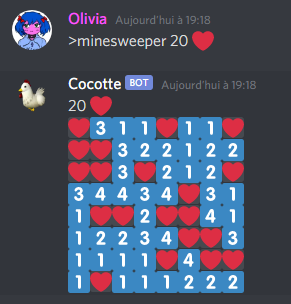 Olivia Aujourd'hui à 19:18
>minesweeper 20 ❤️
Cocotte BOT Aujourd'hui à 19:18
20 ❤️
❤️ 3 1 1 ❤️ 1 1 ❤️
❤️ ❤️ 3 2 2 1 2 2
❤️ ❤️ 3 ❤️ 2 1 2 ❤️
3 4 4 3 4 ❤️ 3 1
1 ❤️ ❤️ 2 ❤️ ❤️ 4 1
1 2 2 3 4 ❤️ ❤️ 3
1 1 1 1 ❤️ 4 ❤️ ❤️
1 ❤️ 1 1 1 2 2 2